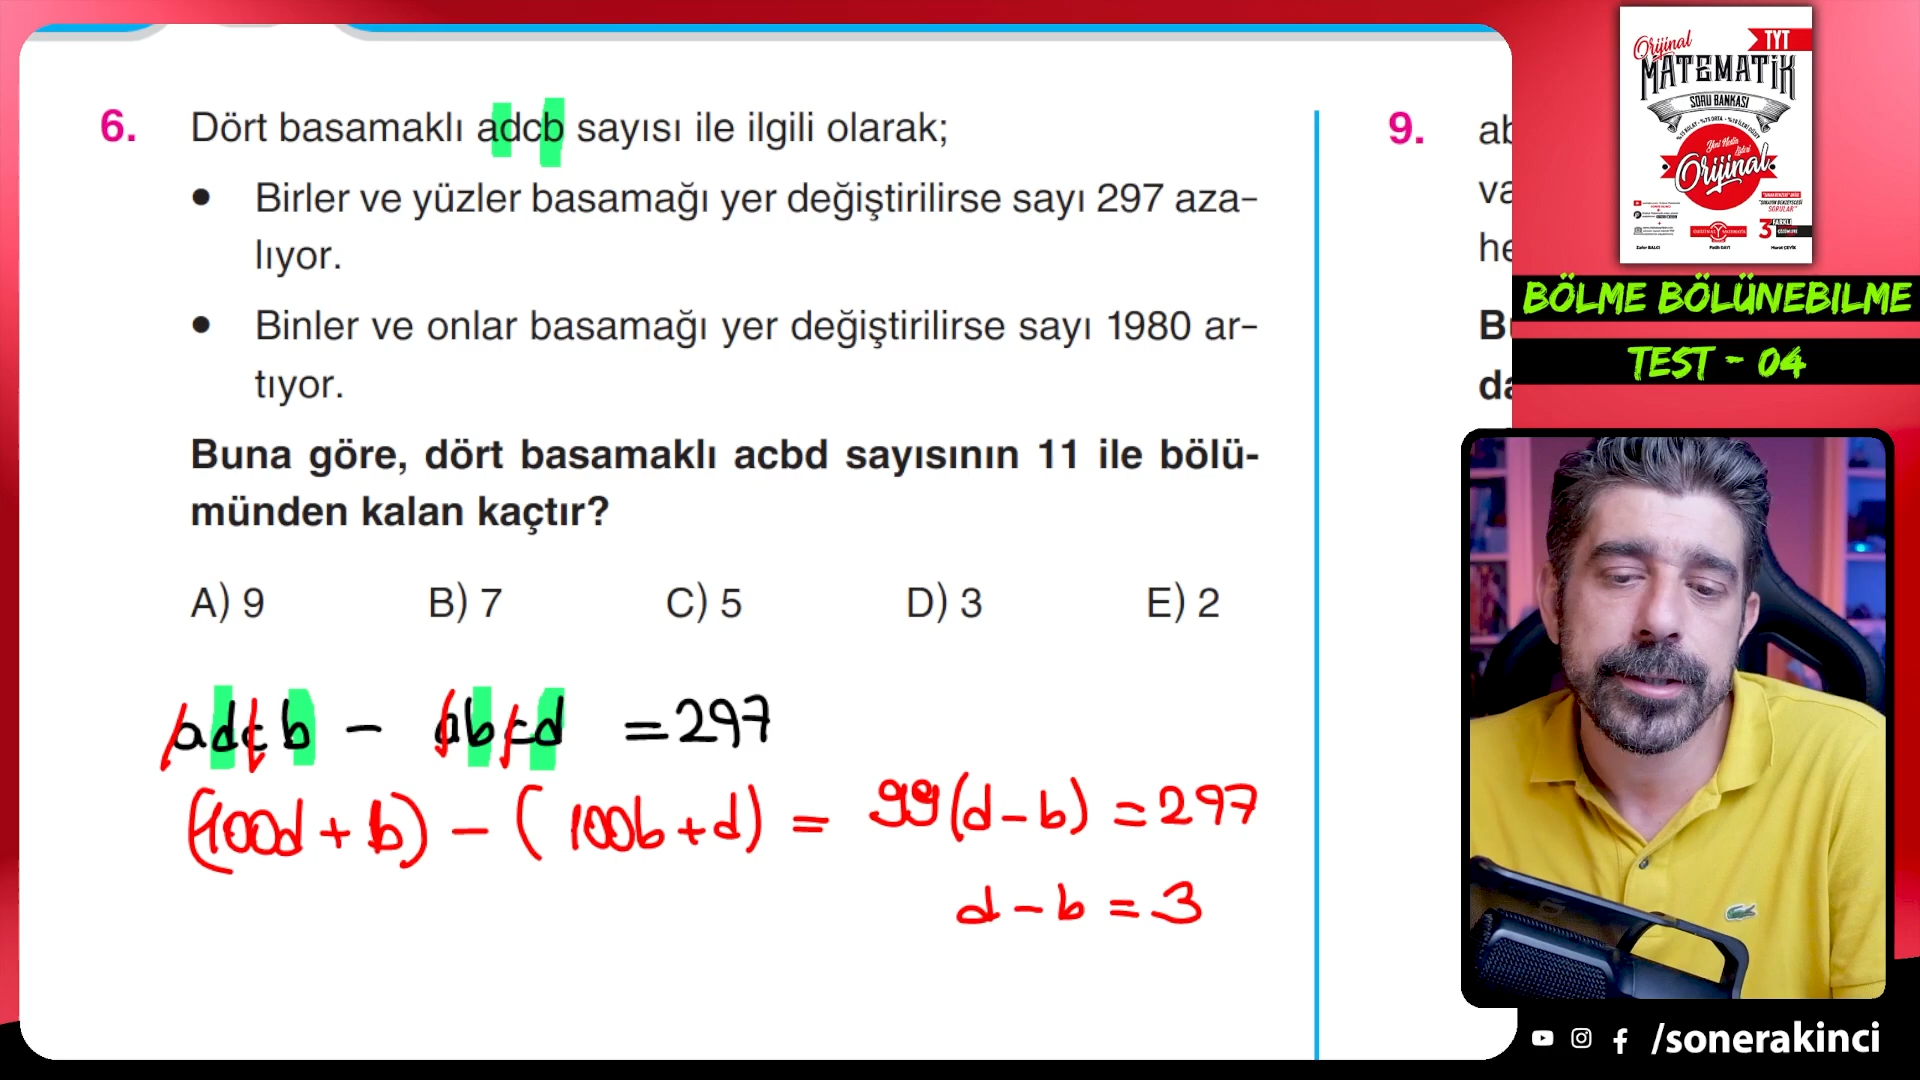 6. Dört basamaklı adcb sayısı ile ilgili olarak;
• Birler ve yüzler basamağı yer değiştirilirse sayı 297 aza-
lıyor.
• Binler ve onlar basamağı yer değiştirilirse sayı 1980 ar-
tıyor.
Buna göre, dört basamaklı acbd sayısının 11 ile bölü-
münden kalan kaçtır?
A) 9 B) 7 C) 5 D) 3 E) 2
adcb - abcd = 297
(100d + b) - (100b + d) = 99(d - b) = 297
d - b = 3
9.
Orijinal
TYT
MATEMATİK
SORU BANKASI
Orijinal
BÖLME BÖLÜNEBILME
TEST - 04
/sonerakinci